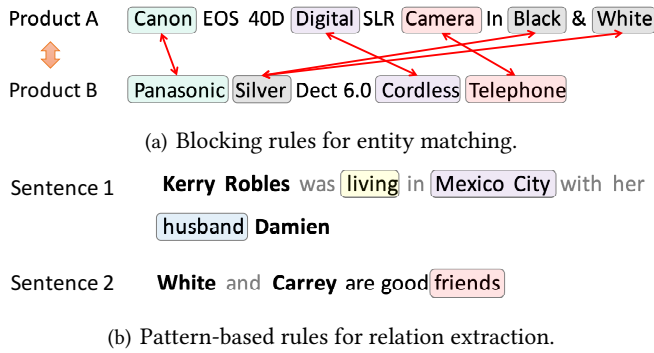 Product A Canon EOS 40D Digital SLR Camera In Black & White
Product B Panasonic Silver Dect 6.0 Cordless Telephone
(a) Blocking rules for entity matching.
Sentence 1 Kerry Robles was living in Mexico City with her
husband Damien
Sentence 2 White and Carrey are good friends
(b) Pattern-based rules for relation extraction.